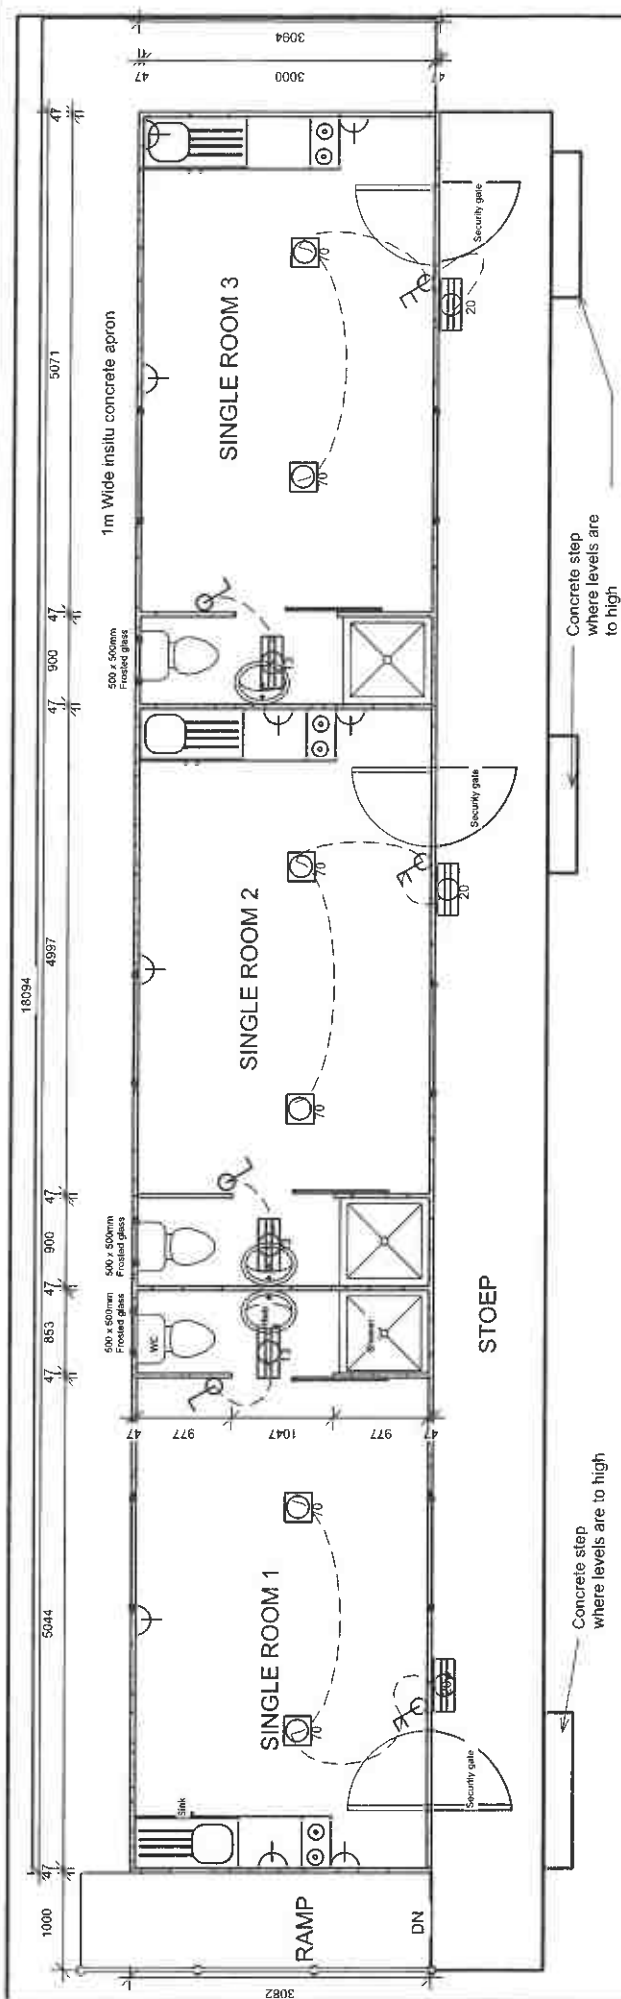 3094
47
3000
47
47
5071
47
900
47
4997
18094
47
900
47
853
47
5044
47
1000
1m Wide insitu concrete apron
SINGLE ROOM 3
70
70
Security gate
20
500 x 500mm
Frosted glass
SINGLE ROOM 2
70
70
Security gate
20
500 x 500mm
Frosted glass
500 x 500mm
Frosted glass
WC
Shower
47
977
1047
977
47
SINGLE ROOM 1
70
70
Security gate
Sink
STOEP
Concrete step
where levels are
to high
Concrete step
where levels are to high
RAMP
DN
3082